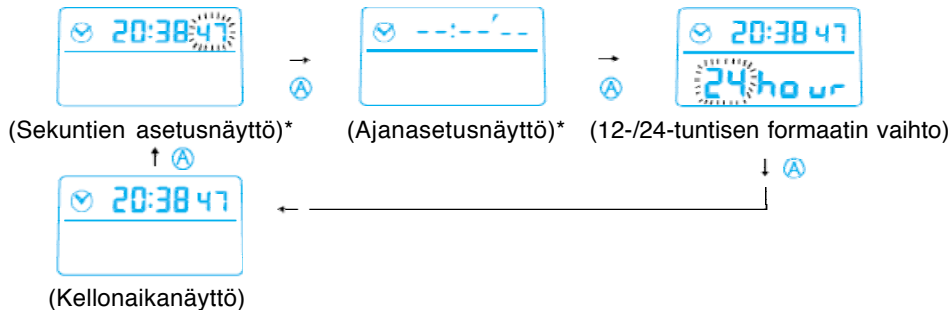 20:38 47
--:--'--
20:38 47
24 hour
→
Ⓐ
→
Ⓐ
(Sekuntien asetusnäyttö)*
(Ajanasetusnäyttö)*
(12-/24-tuntisen formaatin vaihto)
↑ Ⓐ
↓ Ⓐ
20:38 47
←
(Kellonaikanäyttö)